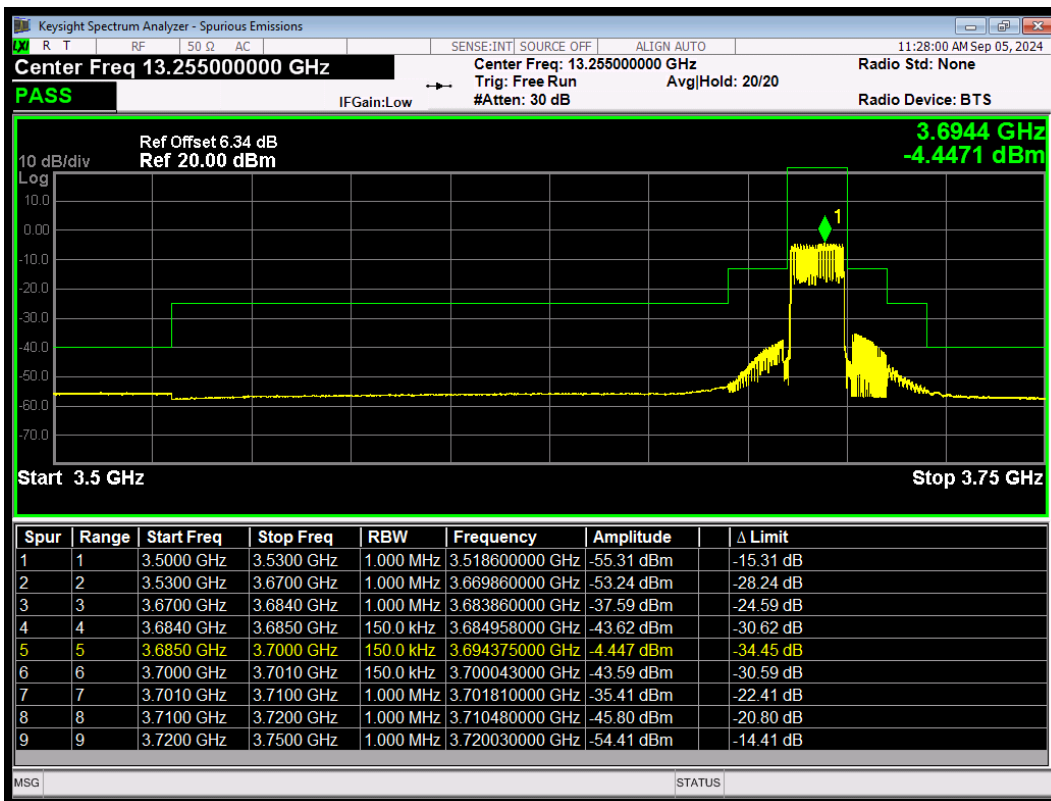 Keysight Spectrum Analyzer - Spurious Emissions
LXI R T RF 50 Ω AC SENSE:INT SOURCE OFF ALIGN AUTO 11:28:00 AM Sep 05, 2024
Center Freq 13.255000000 GHz Center Freq: 13.255000000 GHz Radio Std: None
Trig: Free Run Avg|Hold: 20/20
PASS IFGain:Low #Atten: 30 dB Radio Device: BTS
3.6944 GHz
Ref Offset 6.34 dB
10 dB/div Ref 20.00 dBm -4.4471 dBm
Log
10.0
1
0.00
-10.0
-20.0
-30.0
-40.0
-50.0
-60.0
-70.0
Start 3.5 GHz Stop 3.75 GHz
Spur Range Start Freq Stop Freq RBW Frequency Amplitude Δ Limit
1 1 3.5000 GHz 3.5300 GHz 1.000 MHz 3.518600000 GHz -55.31 dBm -15.31 dB
2 2 3.5300 GHz 3.6700 GHz 1.000 MHz 3.669860000 GHz -53.24 dBm -28.24 dB
3 3 3.6700 GHz 3.6840 GHz 1.000 MHz 3.683860000 GHz -37.59 dBm -24.59 dB
4 4 3.6840 GHz 3.6850 GHz 150.0 kHz 3.684958000 GHz -43.62 dBm -30.62 dB
5 5 3.6850 GHz 3.7000 GHz 150.0 kHz 3.694375000 GHz -4.447 dBm -34.45 dB
6 6 3.7000 GHz 3.7010 GHz 150.0 kHz 3.700043000 GHz -43.59 dBm -30.59 dB
7 7 3.7010 GHz 3.7100 GHz 1.000 MHz 3.701810000 GHz -35.41 dBm -22.41 dB
8 8 3.7100 GHz 3.7200 GHz 1.000 MHz 3.710480000 GHz -45.80 dBm -20.80 dB
9 9 3.7200 GHz 3.7500 GHz 1.000 MHz 3.720030000 GHz -54.41 dBm -14.41 dB
MSG STATUS